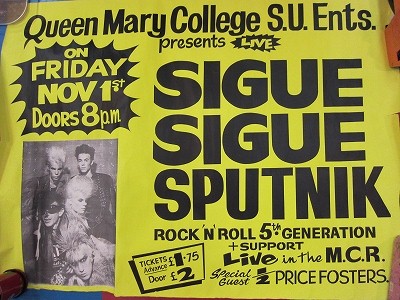 Queen Mary College S.U. Ents.
presents LIVE
ON
FRIDAY
NOV 1st
DOORS 8p.m
SIGUE
SIGUE
SPUTNIK
ROCK 'N' ROLL 5th GENERATION
+ SUPPORT
TICKETS Advance £1.75
Door £2
Live in the M.C.R.
Special Guest 1/2 PRICE FOSTERS.